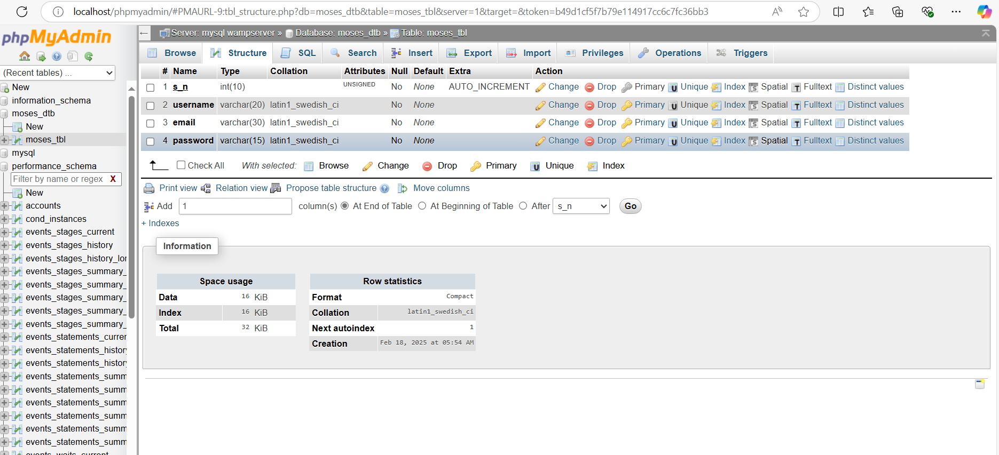 localhost/phpmyadmin/#PMAURL-9:tbl_structure.php?db=moses_dtb&table=moses_tbl&server=1&target=&token=b49d1cf5f7b79e114917cc6c7fc36bb3
phpMyAdmin
(Recent tables) ...
New
information_schema
moses_dtb
New
moses_tbl
mysql
performance_schema
Filter by name or regex X
New
accounts
cond_instances
events_stages_current
events_stages_history
events_stages_history_lon
events_stages_summary_
events_stages_summary_
events_stages_summary_
events_stages_summary_
events_stages_summary_
events_statements_curren
events_statements_history
events_statements_history
events_statements_summ
events_statements_summ
events_statements_summ
events_statements_summ
events_statements_summ
events_statements_summ
events_waits_current
← Server: mysql wampserver » Database: moses_dtb » Table: moses_tbl
Browse Structure SQL Search Insert Export Import Privileges Operations Triggers
# Name Type Collation Attributes Null Default Extra Action
1 s_n int(10) UNSIGNED No None AUTO_INCREMENT Change Drop Primary Unique Index Spatial Fulltext Distinct values
2 username varchar(20) latin1_swedish_ci No None Change Drop Primary Unique Index Spatial Fulltext Distinct values
3 email varchar(30) latin1_swedish_ci No None Change Drop Primary Unique Index Spatial Fulltext Distinct values
4 password varchar(15) latin1_swedish_ci No None Change Drop Primary Unique Index Spatial Fulltext Distinct values
Check All With selected: Browse Change Drop Primary Unique Index
Print view Relation view Propose table structure Move columns
Add 1 column(s) At End of Table At Beginning of Table After s_n Go
+ Indexes
Information
Space usage
Data 16 KiB
Index 16 KiB
Total 32 KiB
Row statistics
Format Compact
Collation latin1_swedish_ci
Next autoindex 1
Creation Feb 18, 2025 at 05:54 AM